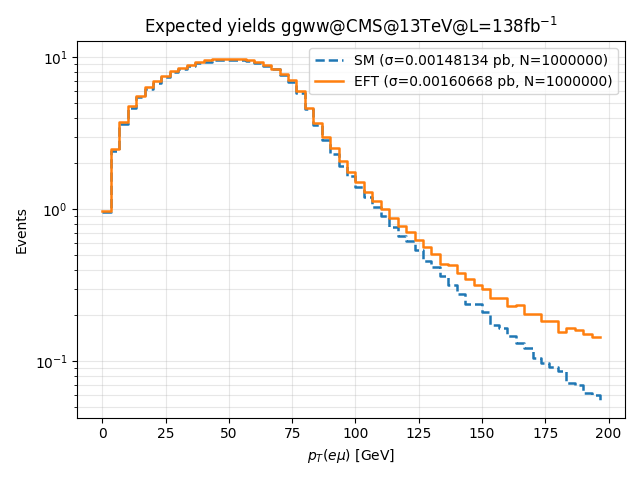 Expected yields ggww@CMS@13TeV@L=138fb⁻¹
SM (σ=0.00148134 pb, N=1000000)
EFT (σ=0.00160668 pb, N=1000000)
Events
10¹
10⁰
10⁻¹
0 25 50 75 100 125 150 175 200
p_T(eμ) [GeV]